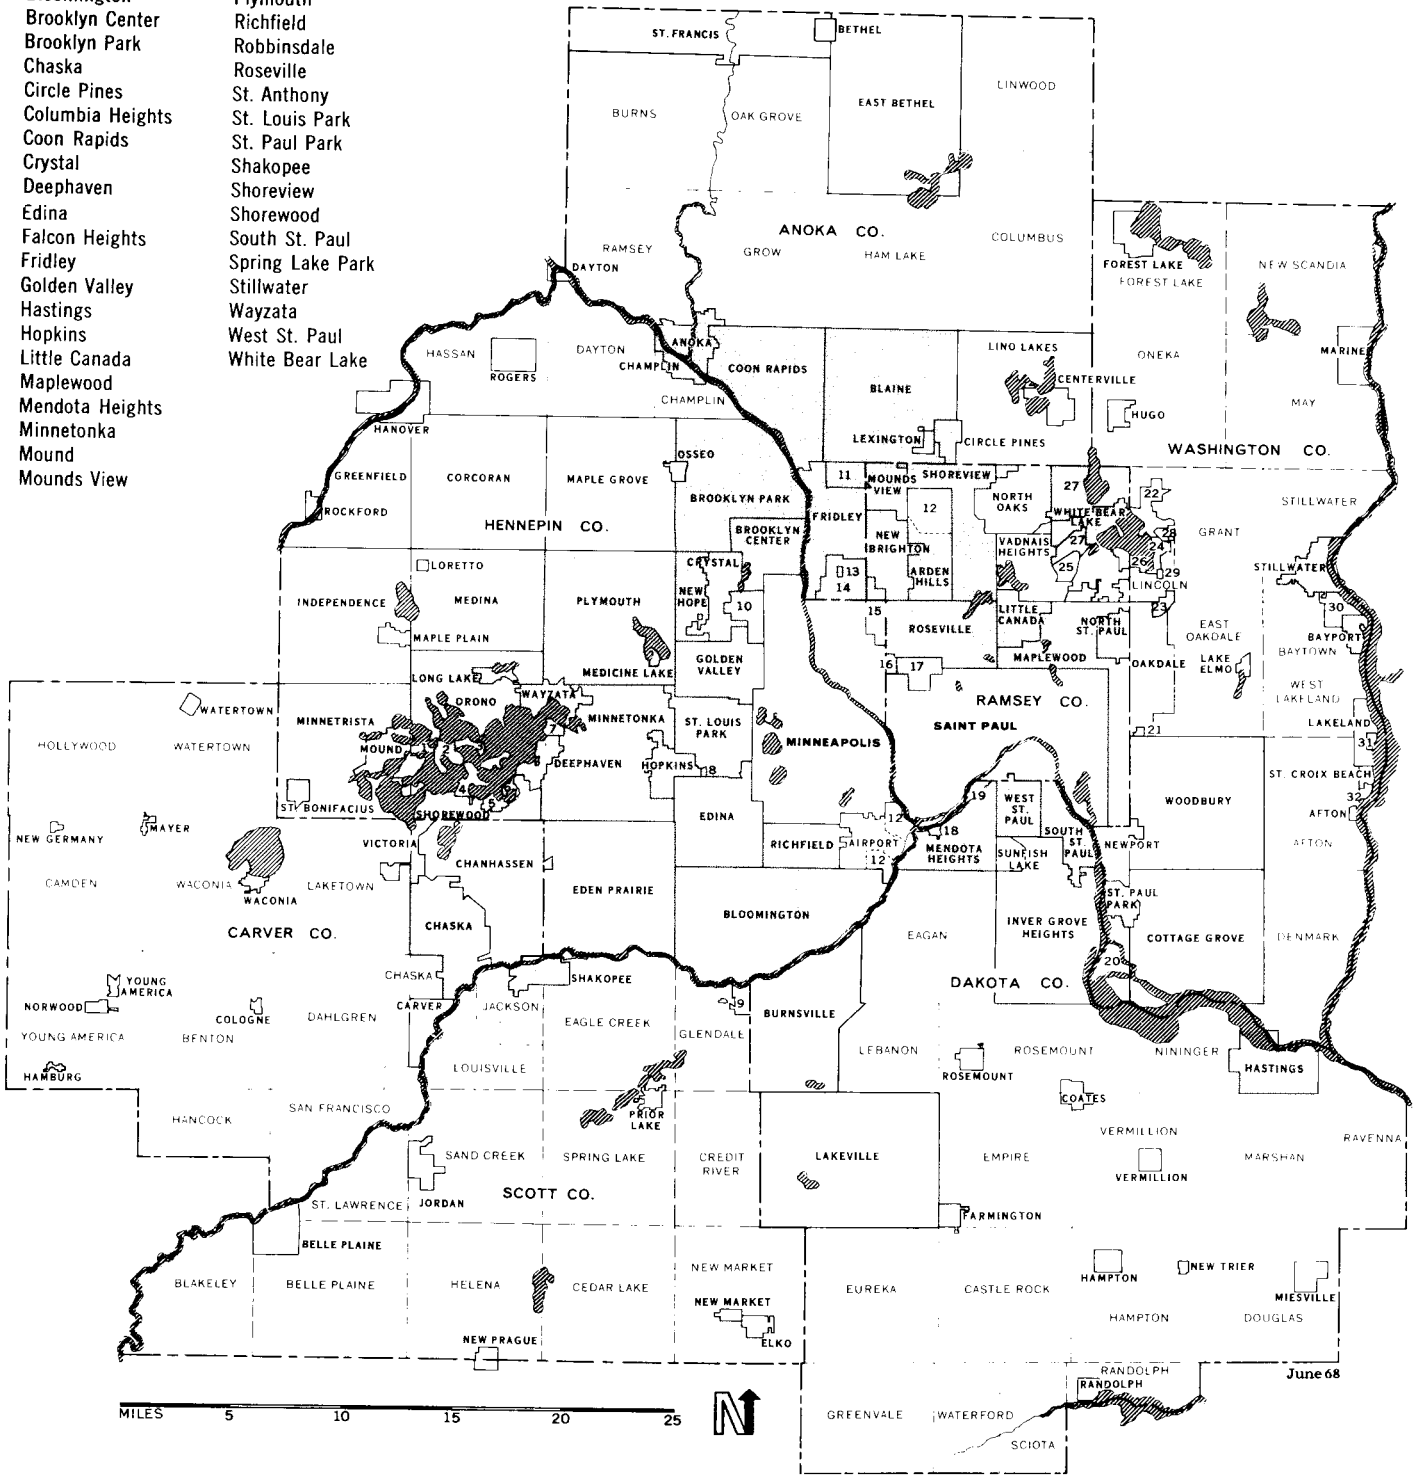 Plymouth
Brooklyn Center
Brooklyn Park
Chaska
Circle Pines
Columbia Heights
Coon Rapids
Crystal
Deephaven
Edina
Falcon Heights
Fridley
Golden Valley
Hastings
Hopkins
Little Canada
Maplewood
Mendota Heights
Minnetonka
Mound
Mounds View
Richfield
Robbinsdale
Roseville
St. Anthony
St. Louis Park
St. Paul Park
Shakopee
Shoreview
Shorewood
South St. Paul
Spring Lake Park
Stillwater
Wayzata
West St. Paul
White Bear Lake
ST. FRANCIS
BETHEL
LINWOOD
BURNS
OAK GROVE
EAST BETHEL
ANOKA CO.
RAMSEY
GROW
HAM LAKE
COLUMBUS
FOREST LAKE
FOREST LAKE
NEW SCANDIA
DAYTON
HASSAN
ROGERS
DAYTON
CHAMPLIN
ANOKA
CHAMPLIN
COON RAPIDS
BLAINE
LINO LAKES
CENTERVILLE
ONEKA
MARINE
MAY
HUGO
LEXINGTON
CIRCLE PINES
WASHINGTON CO.
HANOVER
GREENFIELD
CORCORAN
MAPLE GROVE
OSSEO
BROOKLYN PARK
11
MOUNDS
VIEW
SHOREVIEW
12
NORTH
OAKS
27
WHITE BEAR
LAKE
22
STILLWATER
ROCKFORD
HENNEPIN CO.
BROOKLYN
CENTER
FRIDLEY
NEW
BRIGHTON
ARDEN
HILLS
VADNAIS
HEIGHTS
27
25
28
24
26
29
LINCOLN
GRANT
STILLWATER
LORETTO
INDEPENDENCE
MEDINA
PLYMOUTH
CRYSTAL
NEW
HOPE
10
13
14
15
ROSEVILLE
LITTLE
CANADA
NORTH
ST. PAUL
23
EAST
OAKDALE
30
BAYPORT
BAYTOWN
MAPLE PLAIN
LONG LAKE
MEDICINE LAKE
GOLDEN
VALLEY
16
17
MAPLEWOOD
OAKDALE
LAKE
ELMO
WEST
LAKELAND
LAKELAND
WATERTOWN
MINNETRISTA
ORONO
WAYZATA
MINNETONKA
ST. LOUIS
PARK
RAMSEY CO.
SAINT PAUL
MINNEAPOLIS
HOLLYWOOD
WATERTOWN
MOUND
1
2
3
7
DEEPHAVEN
HOPKINS
8
21
31
ST. CROIX BEACH
32
ST. BONIFACIUS
4
5
SHOREWOOD
EDINA
12
19
WEST
ST.
PAUL
WOODBURY
AFTON
NEW GERMANY
MAYER
VICTORIA
CHANHASSEN
RICHFIELD
AIRPORT
12
18
MENDOTA
HEIGHTS
SUNFISH
LAKE
SOUTH
ST.
PAUL
NEWPORT
AFTON
CAMDEN
WACONIA
WACONIA
LAKETOWN
EDEN PRAIRIE
BLOOMINGTON
ST. PAUL
PARK
CARVER CO.
CHASKA
EAGAN
INVER GROVE
HEIGHTS
COTTAGE GROVE
DENMARK
CHASKA
SHAKOPEE
20
DAKOTA CO.
YOUNG
AMERICA
NORWOOD
COLOGNE
DAHLGREN
CARVER
JACKSON
EAGLE CREEK
GLENDALE
9
BURNSVILLE
YOUNG AMERICA
BENTON
LEBANON
ROSEMOUNT
NININGER
HAMBURG
LOUISVILLE
ROSEMOUNT
HASTINGS
HANCOCK
SAN FRANCISCO
PRIOR
LAKE
COATES
VERMILLION
RAVENNA
SAND CREEK
SPRING LAKE
CREDIT
RIVER
LAKEVILLE
EMPIRE
MARSHAN
VERMILLION
ST. LAWRENCE
JORDAN
SCOTT CO.
FARMINGTON
BELLE PLAINE
BLAKELEY
BELLE PLAINE
HELENA
CEDAR LAKE
NEW MARKET
EUREKA
CASTLE ROCK
HAMPTON
NEW TRIER
MIESVILLE
NEW MARKET
ELKO
HAMPTON
DOUGLAS
NEW PRAGUE
RANDOLPH
RANDOLPH
June 68
MILES 5 10 15 20 25
N
GREENVALE
WATERFORD
SCIOTA